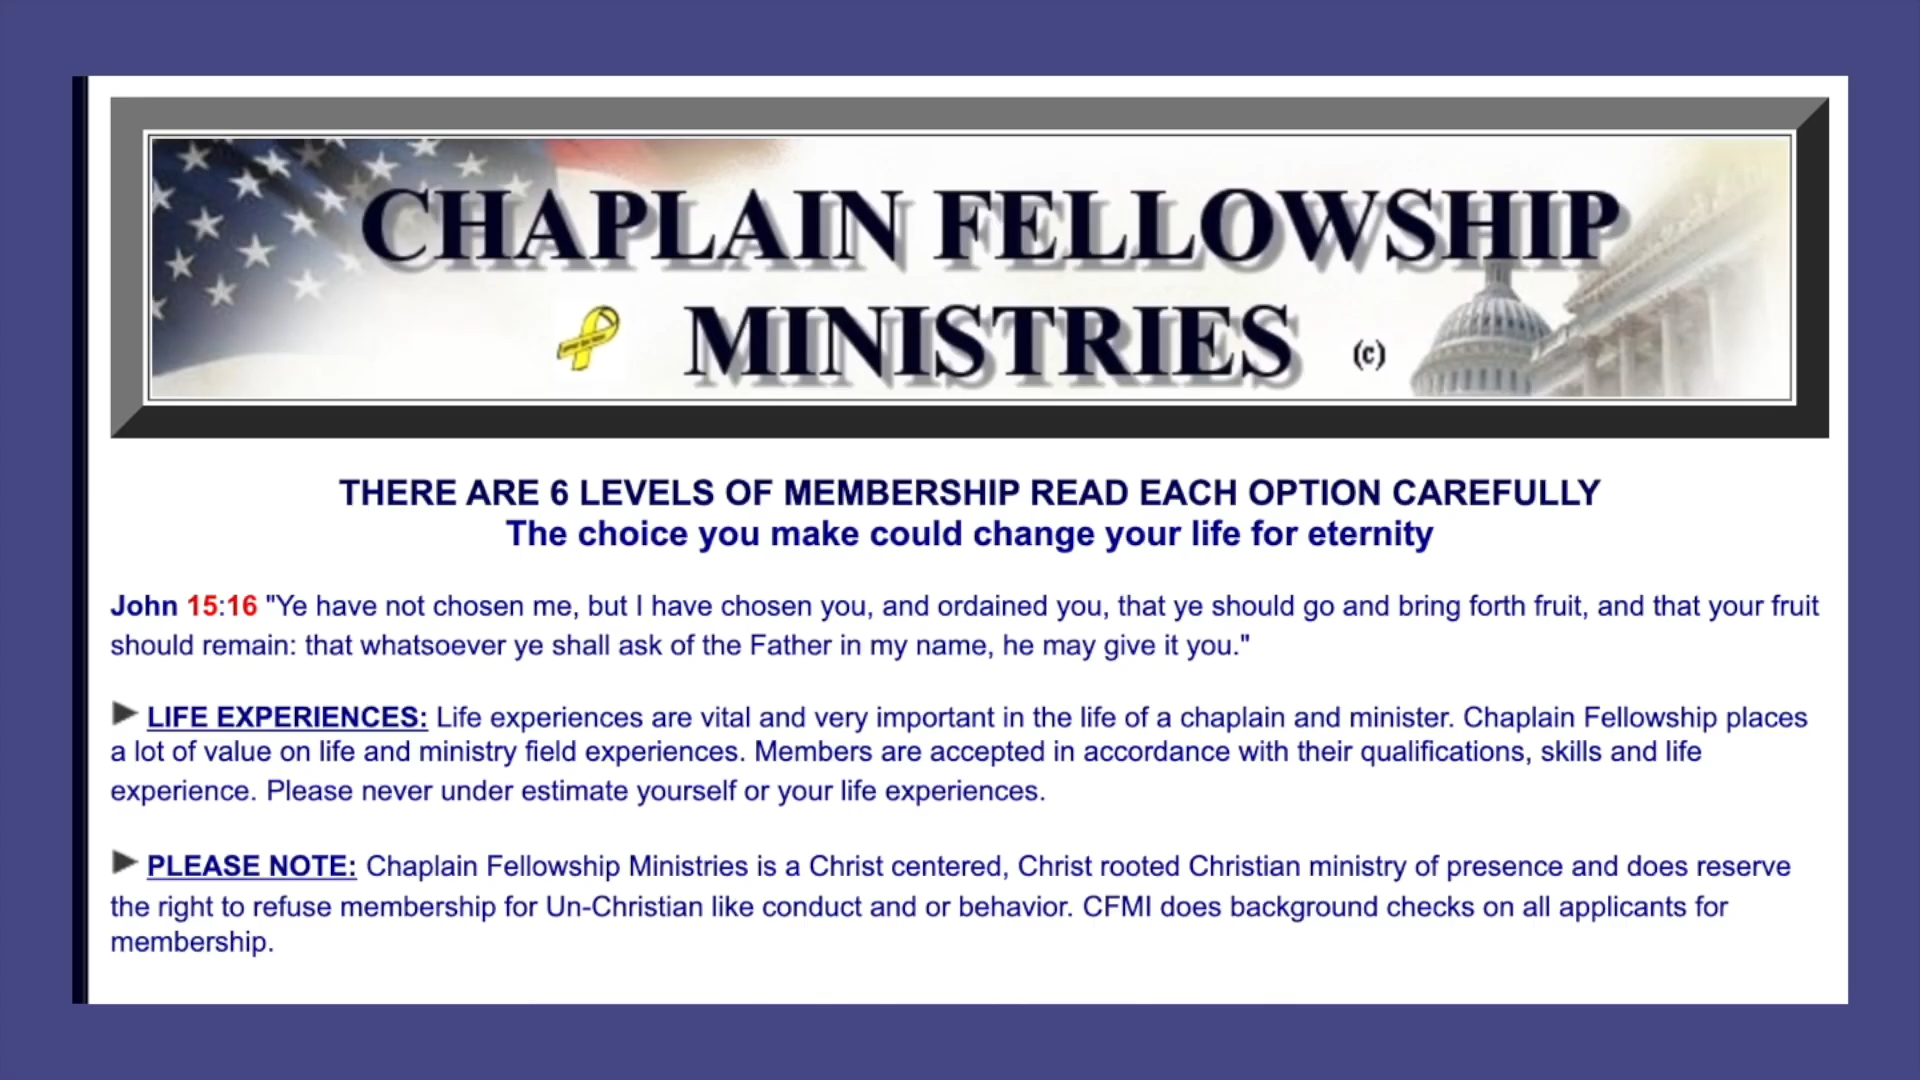 CHAPLAIN FELLOWSHIP
MINISTRIES (c)
THERE ARE 6 LEVELS OF MEMBERSHIP READ EACH OPTION CAREFULLY
The choice you make could change your life for eternity
John 15:16 "Ye have not chosen me, but I have chosen you, and ordained you, that ye should go and bring forth fruit, and that your fruit
should remain: that whatsoever ye shall ask of the Father in my name, he may give it you."
LIFE EXPERIENCES: Life experiences are vital and very important in the life of a chaplain and minister. Chaplain Fellowship places
a lot of value on life and ministry field experiences. Members are accepted in accordance with their qualifications, skills and life
experience. Please never under estimate yourself or your life experiences.
PLEASE NOTE: Chaplain Fellowship Ministries is a Christ centered, Christ rooted Christian ministry of presence and does reserve
the right to refuse membership for Un-Christian like conduct and or behavior. CFMI does background checks on all applicants for
membership.